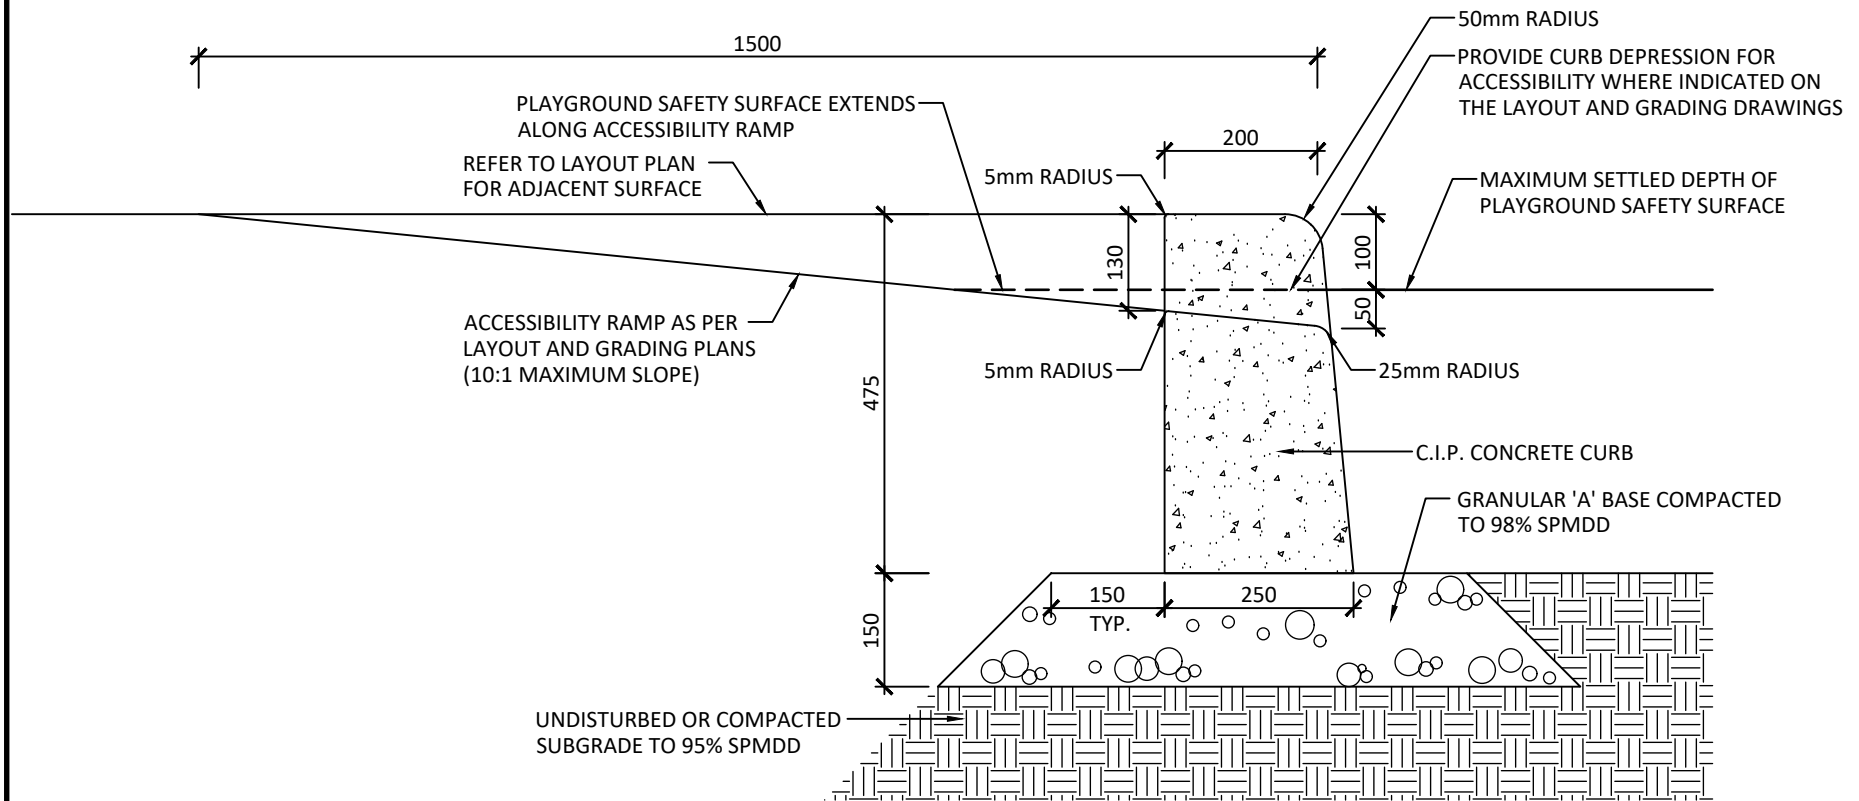 1500
50mm RADIUS
PROVIDE CURB DEPRESSION FOR
ACCESSIBILITY WHERE INDICATED ON
THE LAYOUT AND GRADING DRAWINGS
PLAYGROUND SAFETY SURFACE EXTENDS
ALONG ACCESSIBILITY RAMP
200
REFER TO LAYOUT PLAN
FOR ADJACENT SURFACE
5mm RADIUS
MAXIMUM SETTLED DEPTH OF
PLAYGROUND SAFETY SURFACE
130
100
50
ACCESSIBILITY RAMP AS PER
LAYOUT AND GRADING PLANS
(10:1 MAXIMUM SLOPE)
475
5mm RADIUS
25mm RADIUS
C.I.P. CONCRETE CURB
GRANULAR 'A' BASE COMPACTED
TO 98% SPMDD
150
TYP.
250
150
UNDISTURBED OR COMPACTED
SUBGRADE TO 95% SPMDD